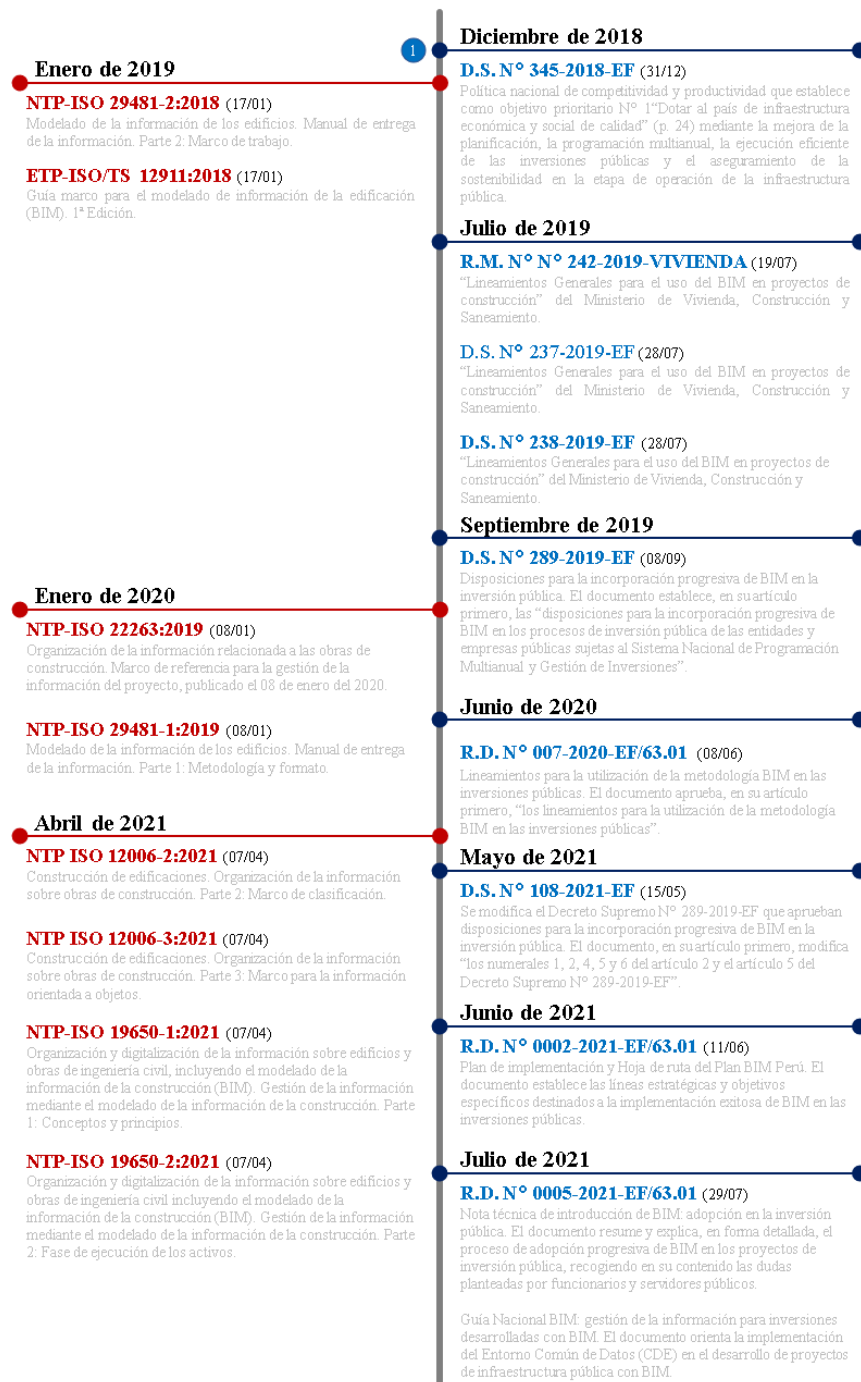 1
Diciembre de 2018
D.S. N° 345-2018-EF (31/12)
Política nacional de competitividad y productividad que establece
como objetivo prioritario N° 1“Dotar al país de infraestructura
económica y social de calidad” (p. 24) mediante la mejora de la
planificación, la programación multianual, la ejecución eficiente
de las inversiones públicas y el aseguramiento de la
sostenibilidad en la etapa de operación de la infraestructura
pública.
Enero de 2019
NTP-ISO 29481-2:2018 (17/01)
Modelado de la información de los edificios. Manual de entrega
de la información. Parte 2: Marco de trabajo.
ETP-ISO/TS 12911:2018 (17/01)
Guía marco para el modelado de información de la edificación
(BIM). 1ª Edición.
Julio de 2019
R.M. N° N° 242-2019-VIVIENDA (19/07)
“Lineamientos Generales para el uso del BIM en proyectos de
construcción” del Ministerio de Vivienda, Construcción y
Saneamiento.
D.S. N° 237-2019-EF (28/07)
“Lineamientos Generales para el uso del BIM en proyectos de
construcción” del Ministerio de Vivienda, Construcción y
Saneamiento.
D.S. N° 238-2019-EF (28/07)
“Lineamientos Generales para el uso del BIM en proyectos de
construcción” del Ministerio de Vivienda, Construcción y
Saneamiento.
Septiembre de 2019
D.S. N° 289-2019-EF (08/09)
Disposiciones para la incorporación progresiva de BIM en la
inversión pública. El documento establece, en su artículo
primero, las “disposiciones para la incorporación progresiva de
BIM en los procesos de inversión pública de las entidades y
empresas públicas sujetas al Sistema Nacional de Programación
Multianual y Gestión de Inversiones”.
Enero de 2020
NTP-ISO 22263:2019 (08/01)
Organización de la información relacionada a las obras de
construcción. Marco de referencia para la gestión de la
información del proyecto, publicado el 08 de enero del 2020.
NTP-ISO 29481-1:2019 (08/01)
Modelado de la información de los edificios. Manual de entrega
de la información. Parte 1: Metodología y formato.
Junio de 2020
R.D. N° 007-2020-EF/63.01 (08/06)
Lineamientos para la utilización de la metodología BIM en las
inversiones públicas. El documento aprueba, en su artículo
primero, “los lineamientos para la utilización de la metodología
BIM en las inversiones públicas”.
Abril de 2021
NTP ISO 12006-2:2021 (07/04)
Construcción de edificaciones. Organización de la información
sobre obras de construcción. Parte 2: Marco de clasificación.
NTP ISO 12006-3:2021 (07/04)
Construcción de edificaciones. Organización de la información
sobre obras de construcción. Parte 3: Marco para la información
orientada a objetos.
NTP-ISO 19650-1:2021 (07/04)
Organización y digitalización de la información sobre edificios y
obras de ingeniería civil, incluyendo el modelado de la
información de la construcción (BIM). Gestión de la información
mediante el modelado de la información de la construcción. Parte
1: Conceptos y principios.
NTP-ISO 19650-2:2021 (07/04)
Organización y digitalización de la información sobre edificios y
obras de ingeniería civil incluyendo el modelado de la
información de la construcción (BIM). Gestión de la información
mediante el modelado de la información de la construcción. Parte
2: Fase de ejecución de los activos.
Mayo de 2021
D.S. N° 108-2021-EF (15/05)
Se modifica el Decreto Supremo N° 289-2019-EF que aprueban
disposiciones para la incorporación progresiva de BIM en la
inversión pública. El documento, en su artículo primero, modifica
“los numerales 1, 2, 4, 5 y 6 del artículo 2 y el artículo 5 del
Decreto Supremo N° 289-2019-EF”.
Junio de 2021
R.D. N° 0002-2021-EF/63.01 (11/06)
Plan de implementación y Hoja de ruta del Plan BIM Perú. El
documento establece las líneas estratégicas y objetivos
específicos destinados a la implementación exitosa de BIM en las
inversiones públicas.
Julio de 2021
R.D. N° 0005-2021-EF/63.01 (29/07)
Nota técnica de introducción de BIM: adopción en la inversión
pública. El documento resume y explica, en forma detallada, el
proceso de adopción progresiva de BIM en los proyectos de
inversión pública, recogiendo en su contenido las dudas
planteadas por funcionarios y servidores públicos.
Guía Nacional BIM: gestión de la información para inversiones
desarrolladas con BIM. El documento orienta la implementación
del Entorno Común de Datos (CDE) en el desarrollo de proyectos
de infraestructura pública con BIM.